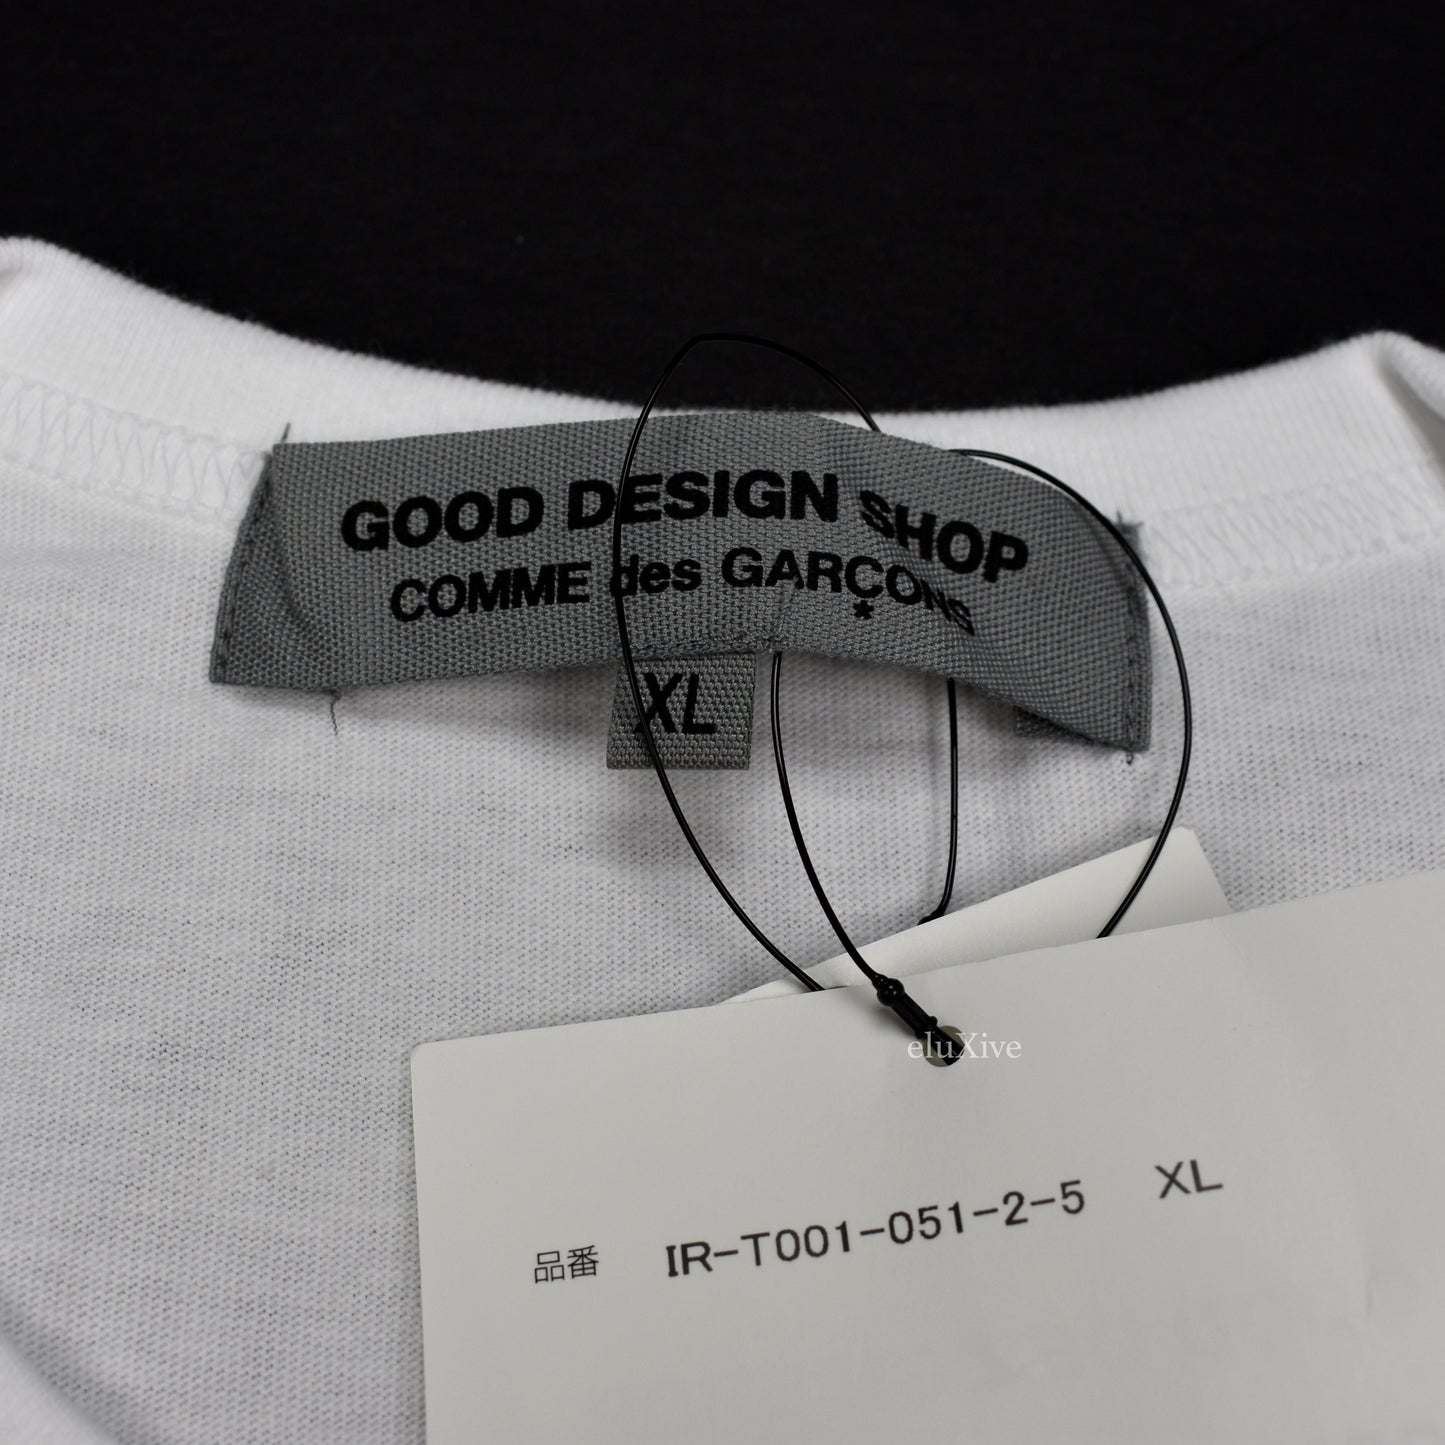 GOOD DESIGN SHOP
COMME des GARÇONS
*
XL
eluXive
品番 IR-T001-051-2-5 XL